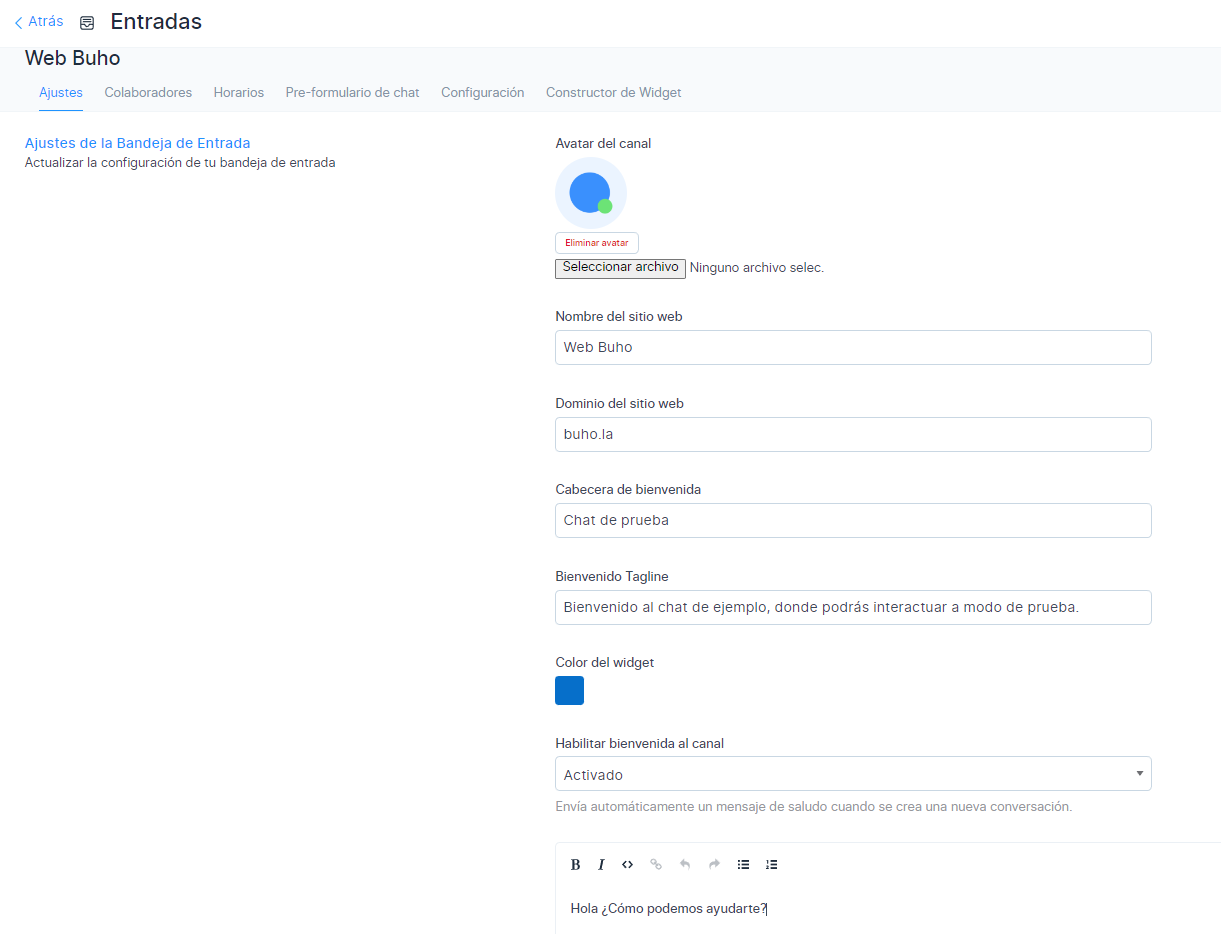 Atrás Entradas
Web Buho
Ajustes Colaboradores Horarios Pre-formulario de chat Configuración Constructor de Widget
Ajustes de la Bandeja de Entrada
Actualizar la configuración de tu bandeja de entrada
Avatar del canal
Eliminar avatar
Seleccionar archivo Ninguno archivo selec.
Nombre del sitio web
Web Buho
Dominio del sitio web
buho.la
Cabecera de bienvenida
Chat de prueba
Bienvenido Tagline
Bienvenido al chat de ejemplo, donde podrás interactuar a modo de prueba.
Color del widget
Habilitar bienvenida al canal
Activado
Envía automáticamente un mensaje de saludo cuando se crea una nueva conversación.
B I
Hola ¿Cómo podemos ayudarte?